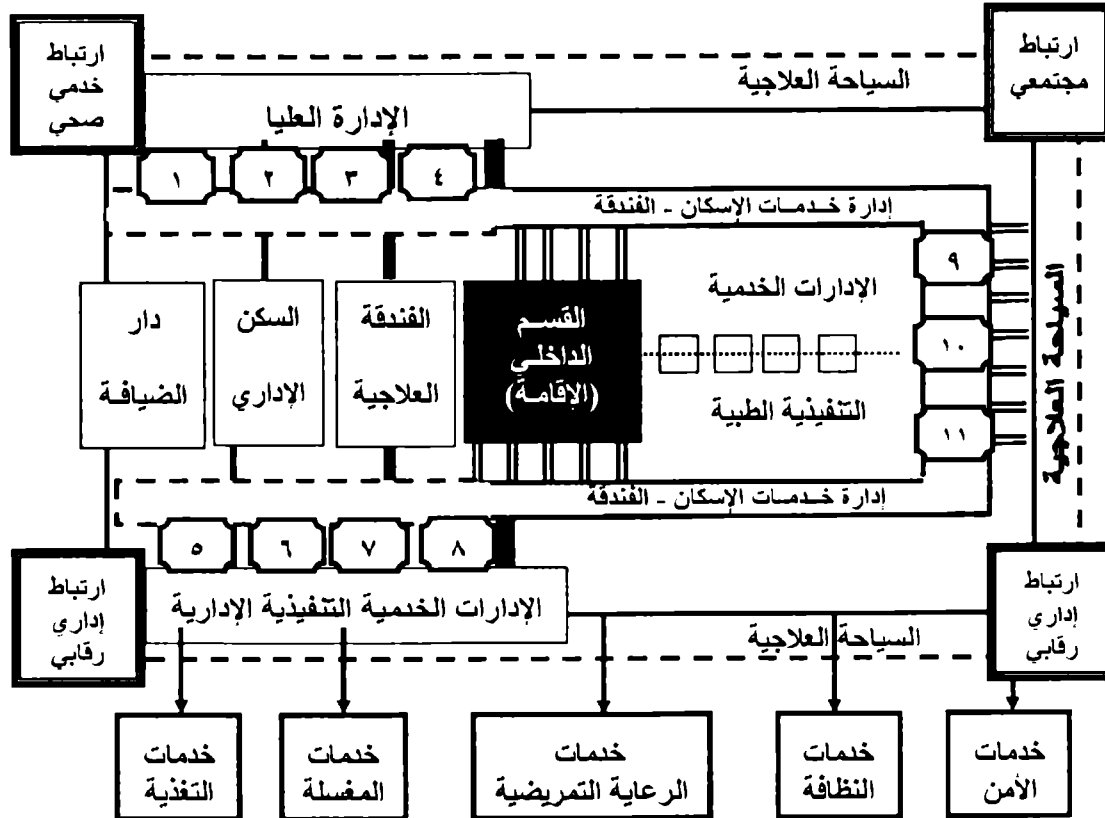 ارتباط
مجتمعي
السياحة العلاجية
ارتباط
خدمي
صحي
الإدارة العليا
١
٢
٣
٤
إدارة خدمات الإسكان - الفندقة
٩
١٠
١١
السياحة العلاجية
الإدارات الخدمية
التنفيذية الطبية
القسم
الداخلي
(الإقامة)
الفندقة
العلاجية
السكن
الإداري
دار
الضيافة
إدارة خدمات الإسكان - الفندقة
٥
٦
٧
٨
ارتباط
إداري
رقابي
الإدارات الخدمية التنفيذية الإدارية
السياحة العلاجية
ارتباط
إداري
رقابي
خدمات
الأمن
خدمات
النظافة
خدمات
الرعاية التمريضية
خدمات
المغسلة
خدمات
التغذية